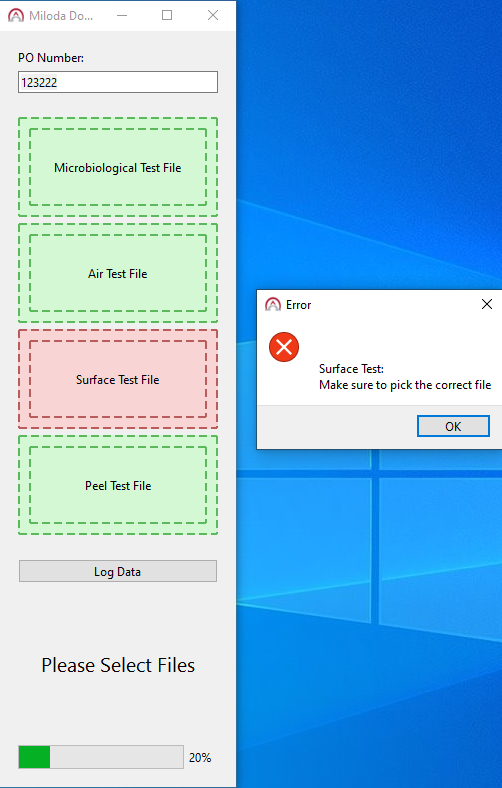 Miloda Do...
PO Number:
123222
Microbiological Test File
Air Test File
Surface Test File
Peel Test File
Log Data
Please Select Files
20%
Error
Surface Test:
Make sure to pick the correct file
OK